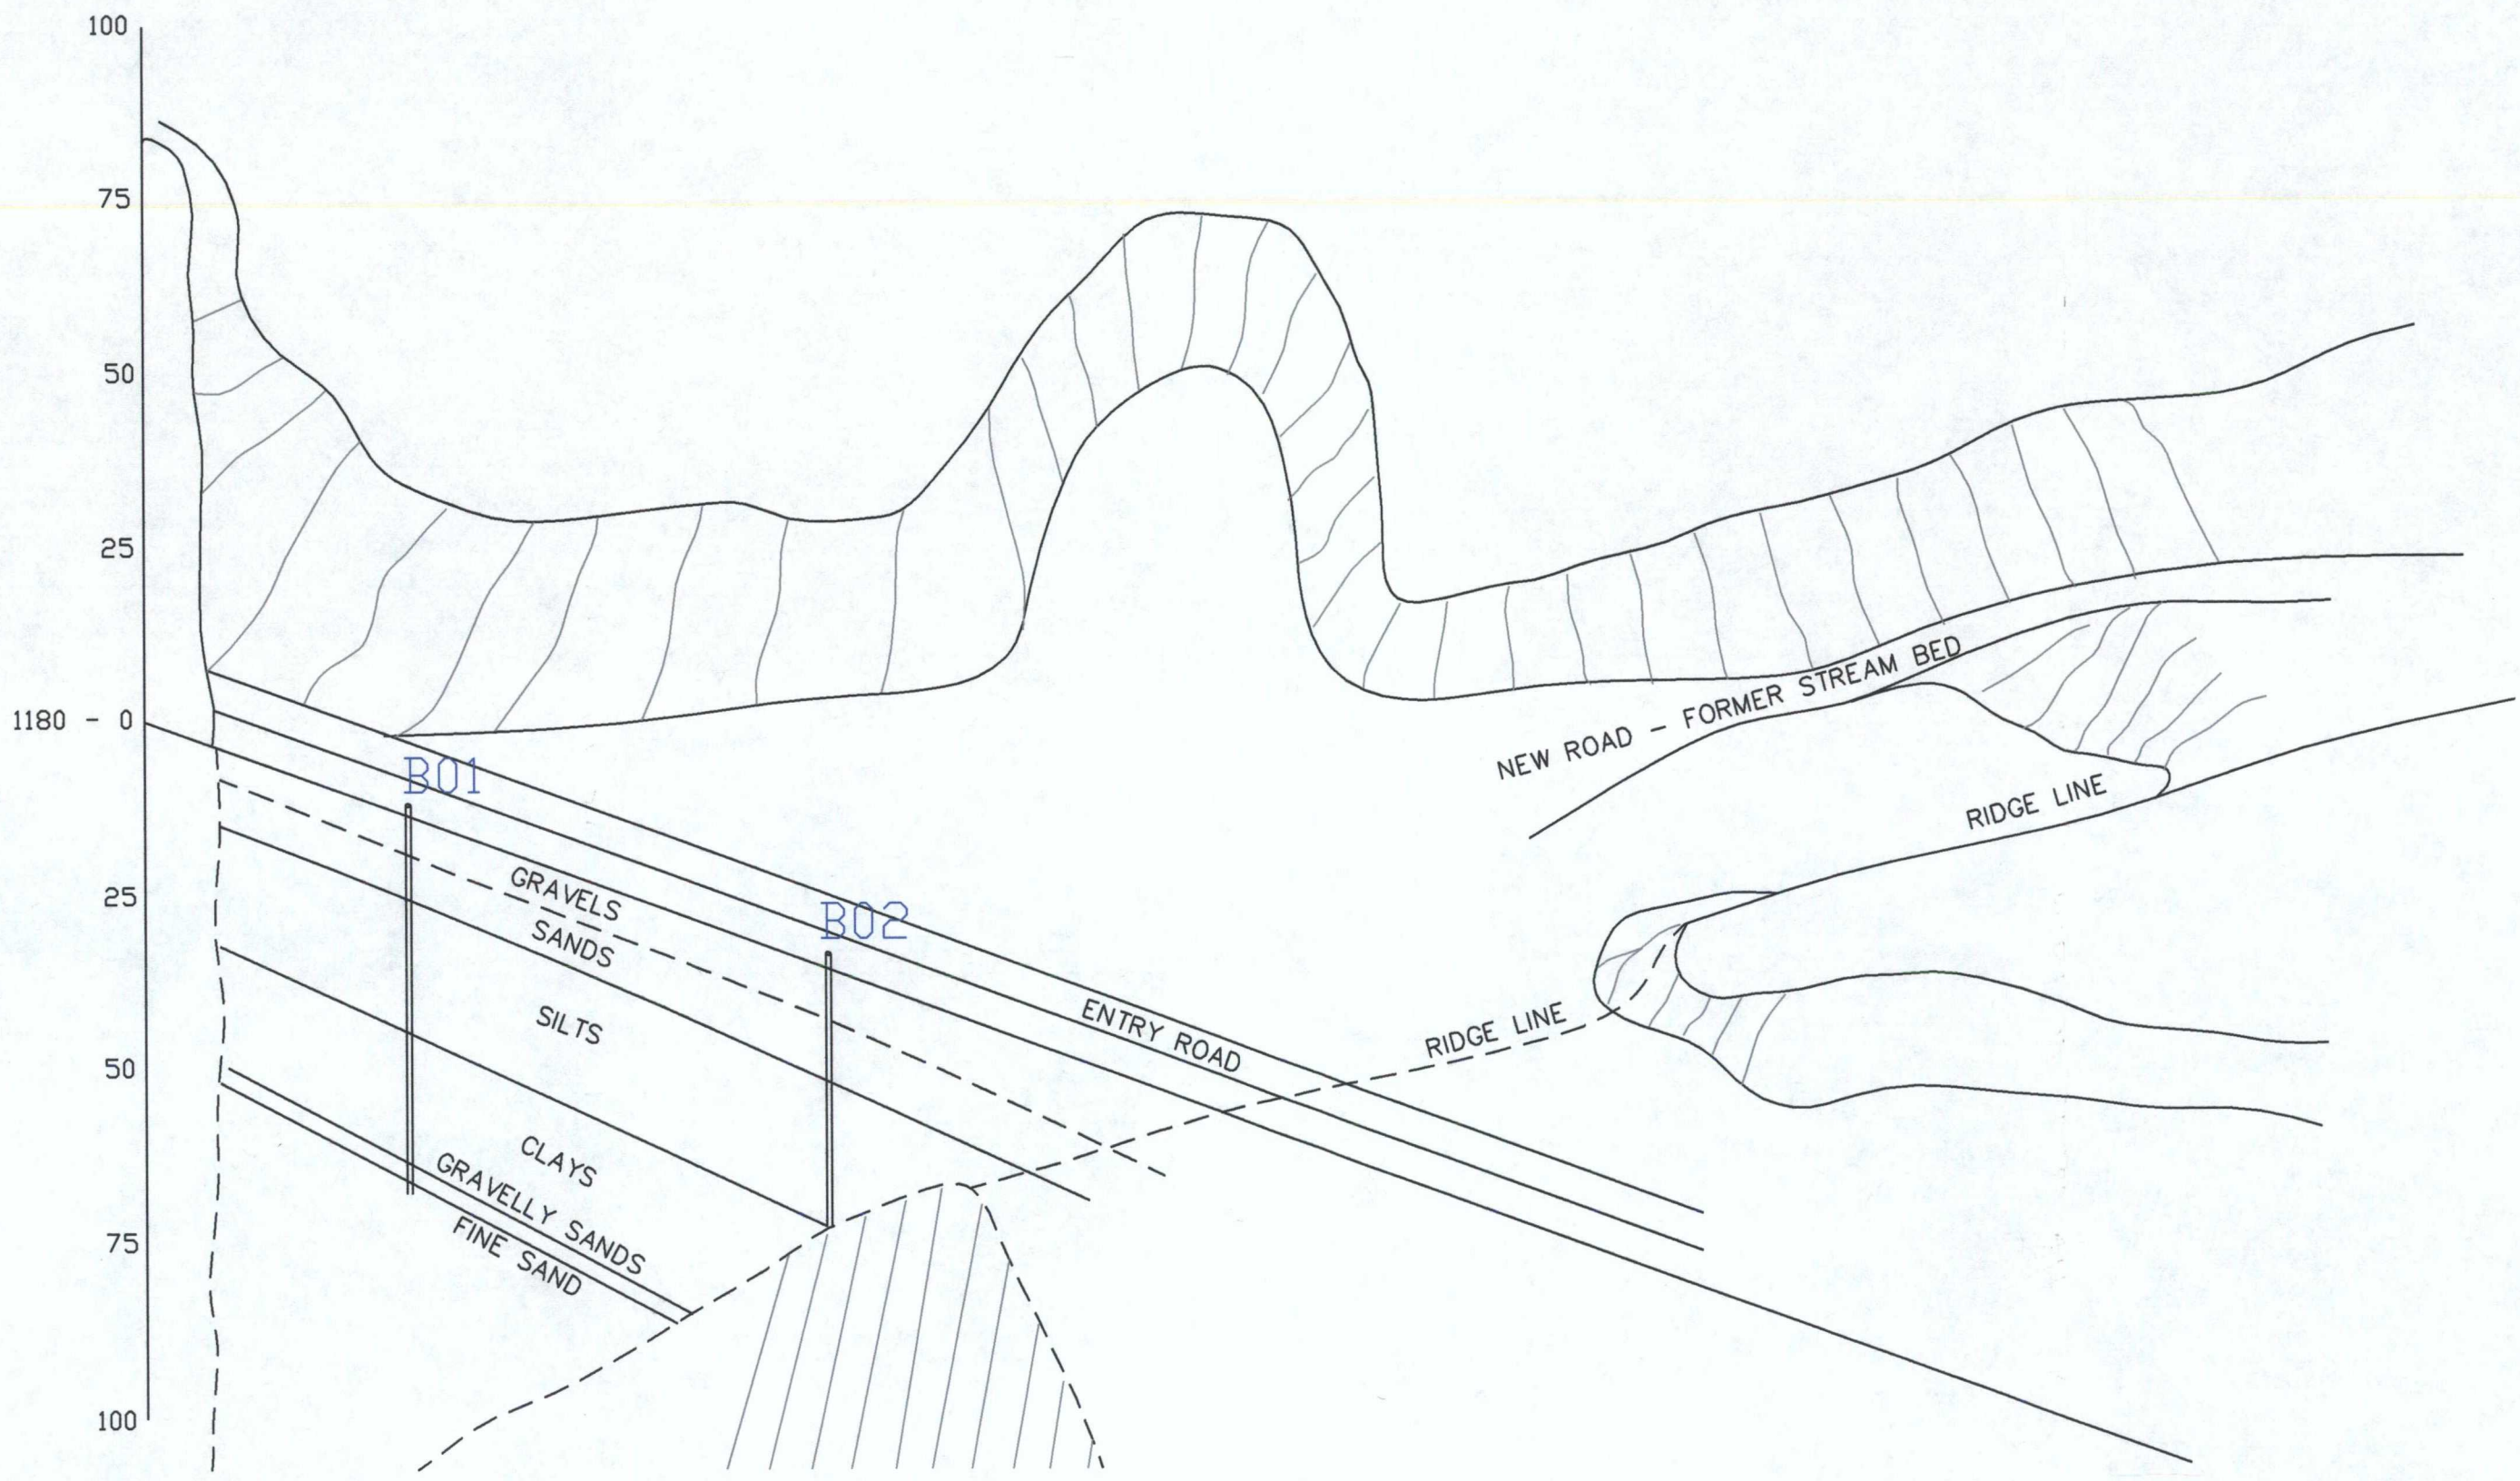 100
75
50
25
1180 - 0
25
50
75
100
B01
B02
GRAVELS
SANDS
SILTS
CLAYS
GRAVELLY SANDS
FINE SAND
ENTRY ROAD
RIDGE LINE
NEW ROAD - FORMER STREAM BED
RIDGE LINE